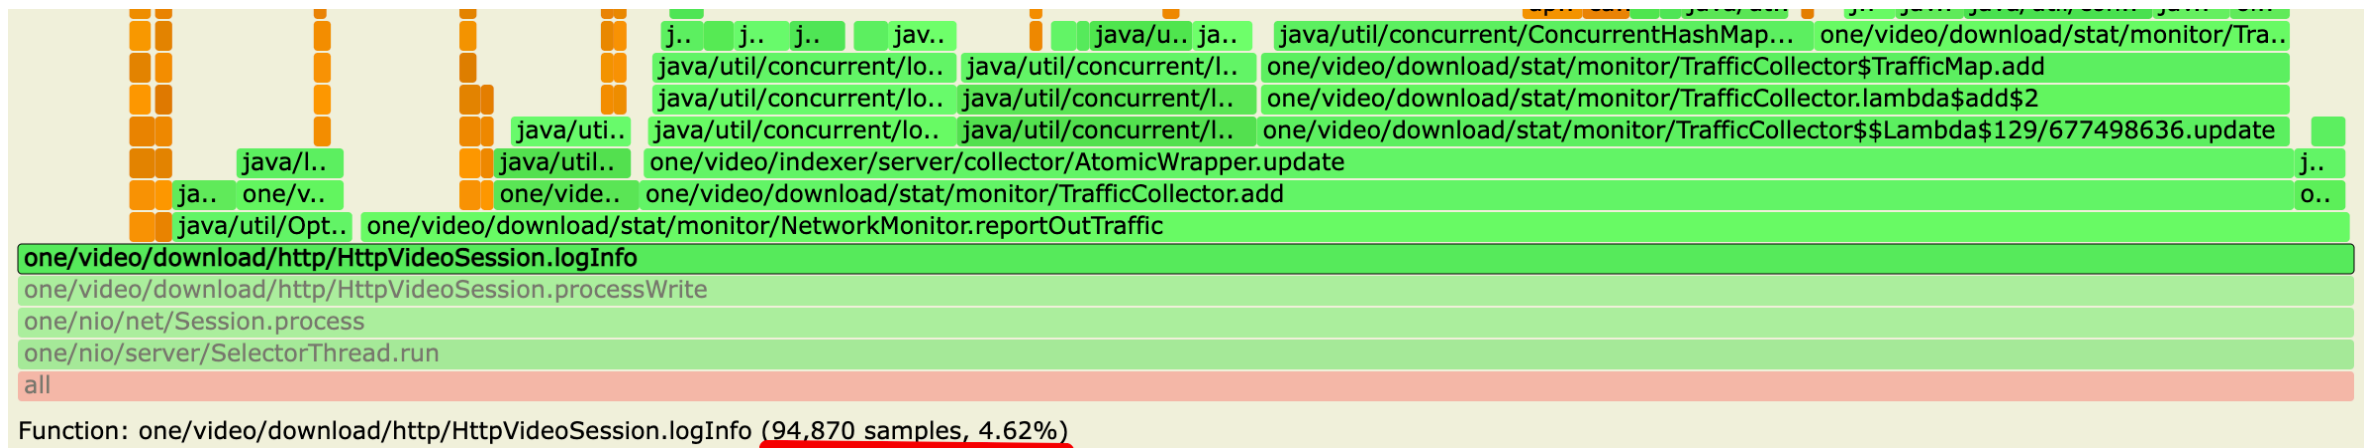 j.. j.. j.. jav.. java/u.. ja.. java/util/concurrent/ConcurrentHashMap... one/video/download/stat/monitor/Tra..
java/util/concurrent/lo.. java/util/concurrent/l.. one/video/download/stat/monitor/TrafficCollector$TrafficMap.add
java/util/concurrent/lo.. java/util/concurrent/l.. one/video/download/stat/monitor/TrafficCollector.lambda$add$2
java/uti.. java/util/concurrent/lo.. java/util/concurrent/l.. one/video/download/stat/monitor/TrafficCollector$$Lambda$129/677498636.update
java/l.. java/util.. one/video/indexer/server/collector/AtomicWrapper.update j..
ja.. one/v.. one/vide.. one/video/download/stat/monitor/TrafficCollector.add o..
java/util/Opt.. one/video/download/stat/monitor/NetworkMonitor.reportOutTraffic
one/video/download/http/HttpVideoSession.logInfo
one/video/download/http/HttpVideoSession.processWrite
one/nio/net/Session.process
one/nio/server/SelectorThread.run
all
Function: one/video/download/http/HttpVideoSession.logInfo (94,870 samples, 4.62%)